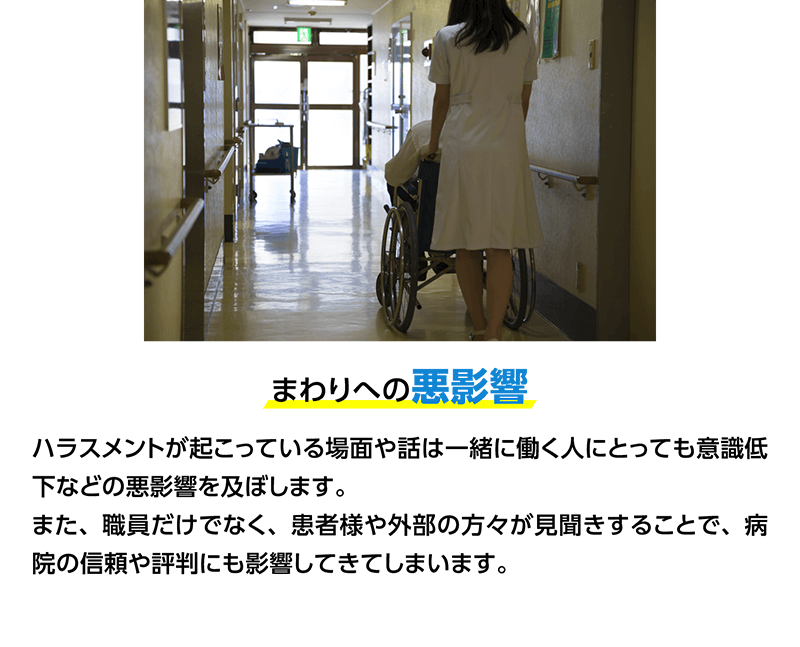 まわりへの悪影響
ハラスメントが起こっている場面や話は一緒に働く人にとっても意識低
下などの悪影響を及ぼします。
また、職員だけでなく、患者様や外部の方々が見聞きすることで、病
院の信頼や評判にも影響してきてしまいます。